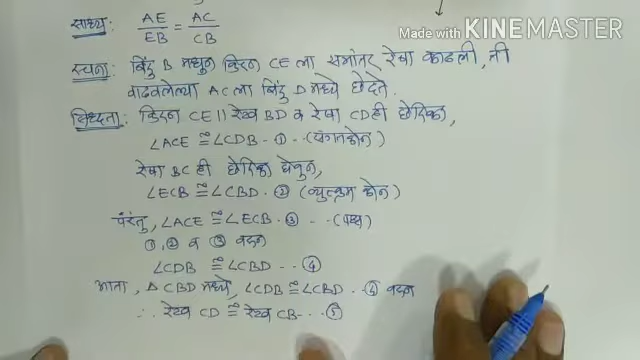 Made with KINEMASTER
साध्य: AE/EB = AC/CB
रचना: बिंदु B मधून किरण CE ला समांतर रेषा काढली, ती
वाढवलेल्या AC ला बिंदु D मध्ये छेदते.
सिध्दता: किरण CE || रेख BD व रेषा CD ही छेदिका,
∠ACE ≅ ∠CDB - ① -- (संगतकोन)
रेषा BC ही छेदिका घेवून,
∠ECB ≅ ∠CBD - ② (व्युत्क्रम कोन)
परंतु, ∠ACE ≅ ∠ECB - ③ -- (पक्ष)
①, ② व ③ वरून
∠CDB ≅ ∠CBD -- ④
आता, △ CBD मध्ये, ∠CDB ≅ ∠CBD -- ④ वरून
∴ रेख CD ≅ रेख CB -- ⑤